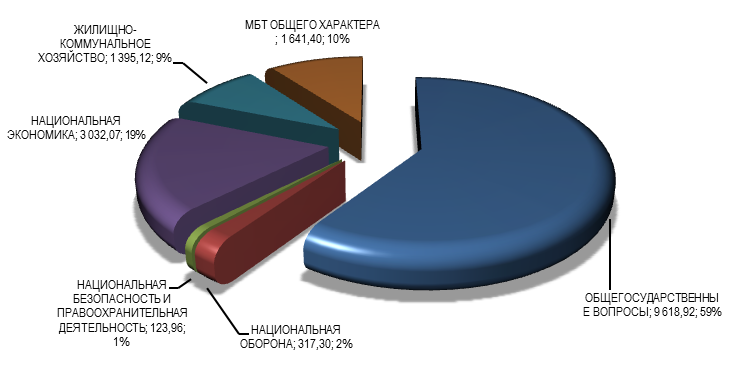 ЖИЛИЩНО-
КОММУНАЛЬНОЕ
ХОЗЯЙСТВО; 1 395,12; 9%
МБТ ОБЩЕГО ХАРАКТЕРА
; 1 641,40; 10%
НАЦИОНАЛЬНАЯ
ЭКОНОМИКА; 3 032,07; 19%
НАЦИОНАЛЬНАЯ
БЕЗОПАСНОСТЬ И
ПРАВООХРАНИТЕЛЬНАЯ
ДЕЯТЕЛЬНОСТЬ; 123,96;
1%
НАЦИОНАЛЬНАЯ
ОБОРОНА; 317,30; 2%
ОБЩЕГОСУДАРСТВЕННЫ
Е ВОПРОСЫ; 9 618,92; 59%